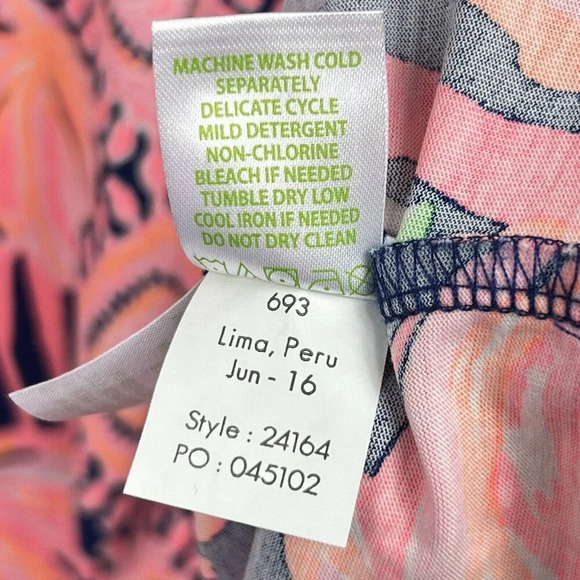 MACHINE WASH COLD
SEPARATELY
DELICATE CYCLE
MILD DETERGENT
NON-CHLORINE
BLEACH IF NEEDED
TUMBLE DRY LOW
COOL IRON IF NEEDED
DO NOT DRY CLEAN
693
Lima, Peru
Jun - 16
Style : 24164
PO : 045102